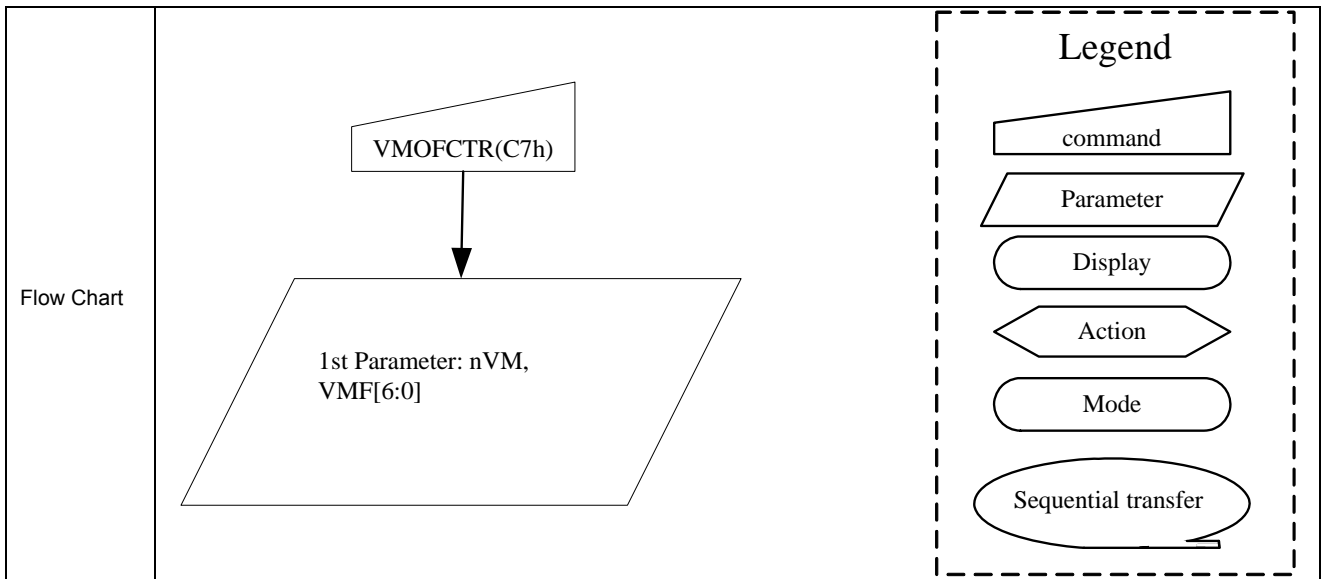 Flow Chart
VMOFCTR(C7h)
1st Parameter: nVM,
VMF[6:0]
Legend
command
Parameter
Display
Action
Mode
Sequential transfer